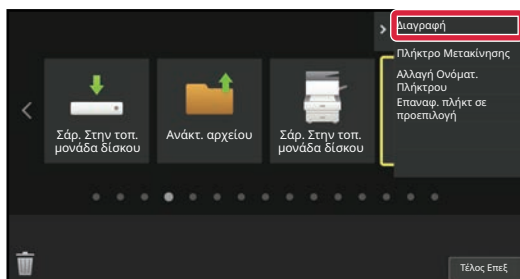 Διαγραφή
Πλήκτρο Μετακίνησης
Αλλαγή Ονόματ.
Πλήκτρου
Επαναφ. πλήκτ σε
προεπιλογή
Σάρ. Στην τοπ.
μονάδα δίσκου
Ανάκτ. αρχείου
Σάρ. Στην τοπ.
μονάδα δίσκου
Τέλος Επεξ